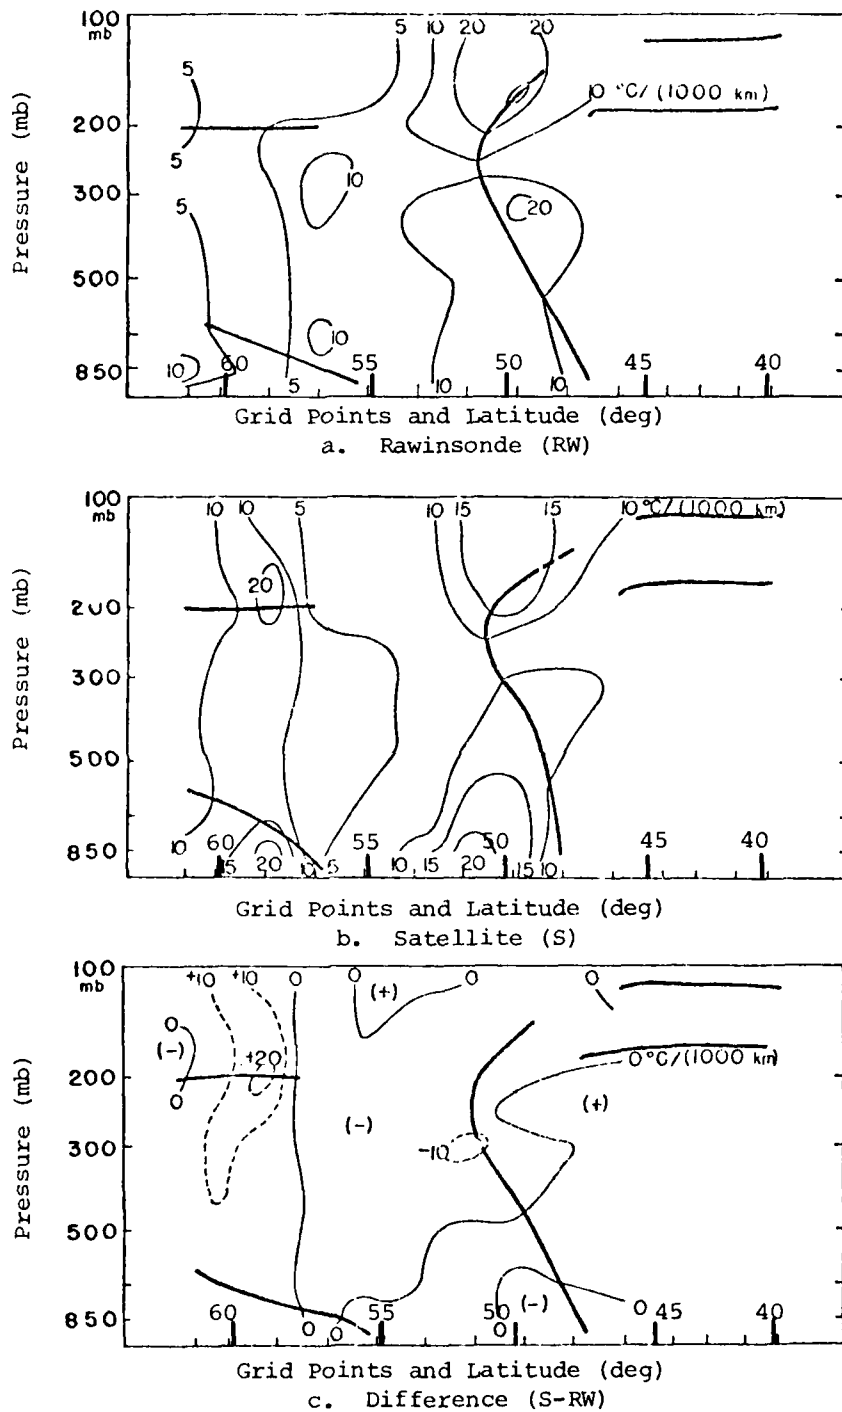 100 5 10 20 20
mb
5
10 °C/(1000 km)
200
5
10
5
300
20
Pressure (mb)
500
10
10 60 55 50 45 40
850
5 10 10
Grid Points and Latitude (deg)
a. Rawinsonde (RW)
100 10 10 5 10 15 15 10 °C/(1000 km)
mb
20
200
300
Pressure (mb)
500
10 60 55 50 45 40
850
15 20 10 5 10 15 20 15 10
Grid Points and Latitude (deg)
b. Satellite (S)
100 +10 +10 0 0 0 0
mb
(+)
0
(-)
+20 0 °C/(1000 km)
200
0
(+)
(-)
-10
300
Pressure (mb)
500
60 55 50 (-) 0 45 40
850
0 0 0
Grid Points and Latitude (deg)
c. Difference (S-RW)